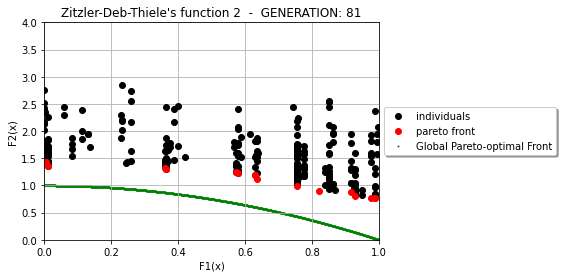 Zitzler-Deb-Thiele's function 2 - GENERATION: 81
4.0
3.5
3.0
2.5
2.0
1.5
1.0
0.5
0.0
F2(x)
0.0 0.2 0.4 0.6 0.8 1.0
F1(x)
individuals
pareto front
Global Pareto-optimal Front